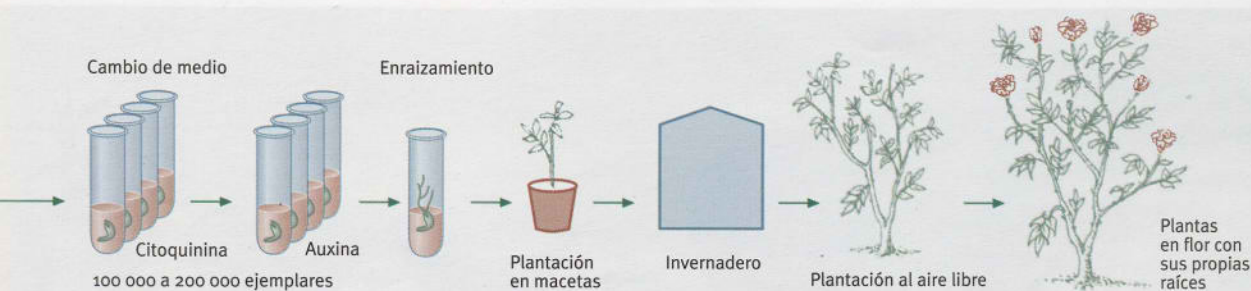 Cambio de medio
Enraizamiento
Citoquinina
Auxina
100 000 a 200 000 ejemplares
Plantación
en macetas
Invernadero
Plantación al aire libre
Plantas
en flor con
sus propias
raíces